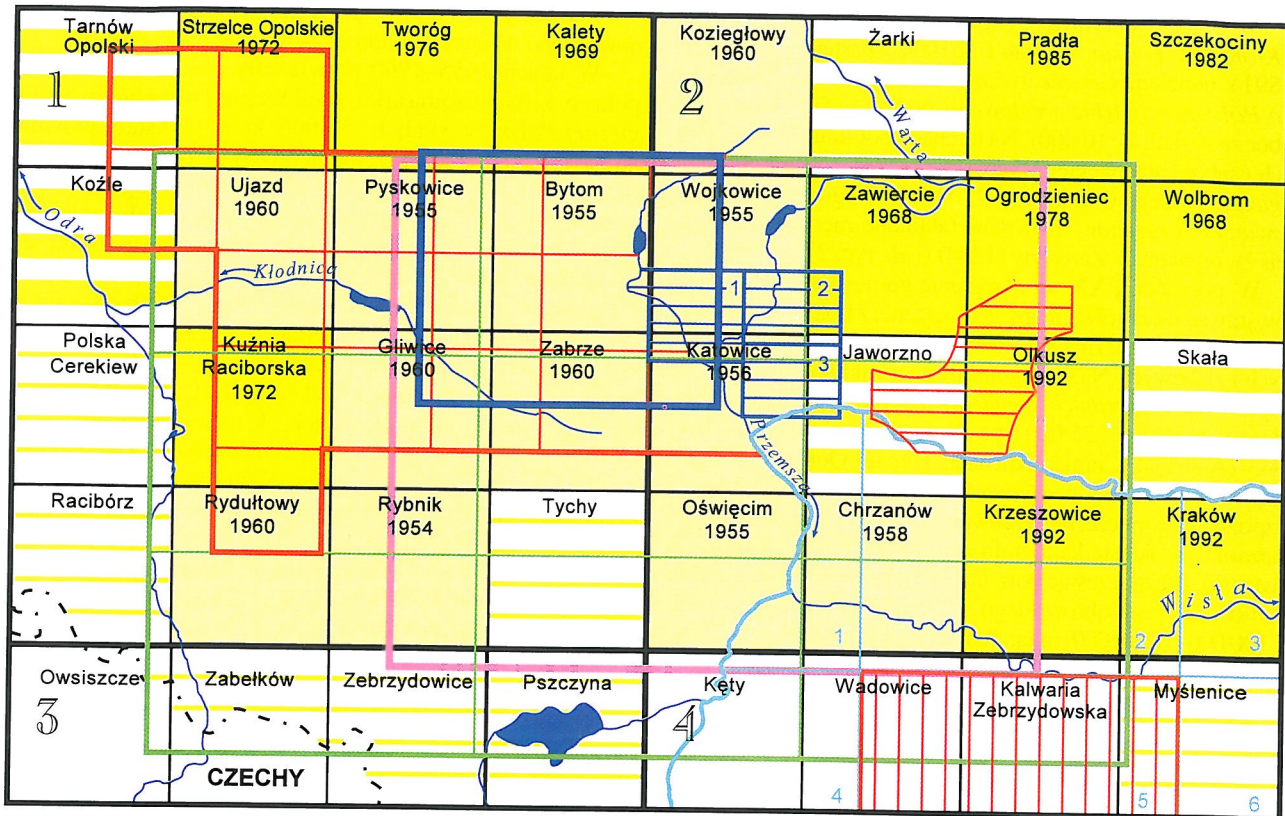 Tarnów
Opolski
Strzelce Opolskie
1972
Tworóg
1976
Kalety
1969
Koziegłowy
1960
Żarki
Pradła
1985
Szczekociny
1982
1
2
Warta
Koźle
Ujazd
1960
Pyskowice
1955
Bytom
1955
Wojkowice
1955
Zawiercie
1968
Ogrodzieniec
1978
Wolbrom
1968
Odra
Kłodnica
1
2
Polska
Cerekiew
Kuźnia
Raciborska
1972
Gliwice
1960
Zabrze
1960
Katowice
1956
3
Jaworzno
Olkusz
1992
Skała
Przemsza
Racibórz
Rydułtowy
1960
Rybnik
1954
Tychy
Oświęcim
1955
Chrzanów
1958
Krzeszowice
1992
Kraków
1992
Wisła
1
2
3
Owsiszcze
Zabełków
Zebrzydowice
Pszczyna
Kęty
Wadowice
Kalwaria
Zebrzydowska
Myślenice
3
4
CZECHY
4
5
6